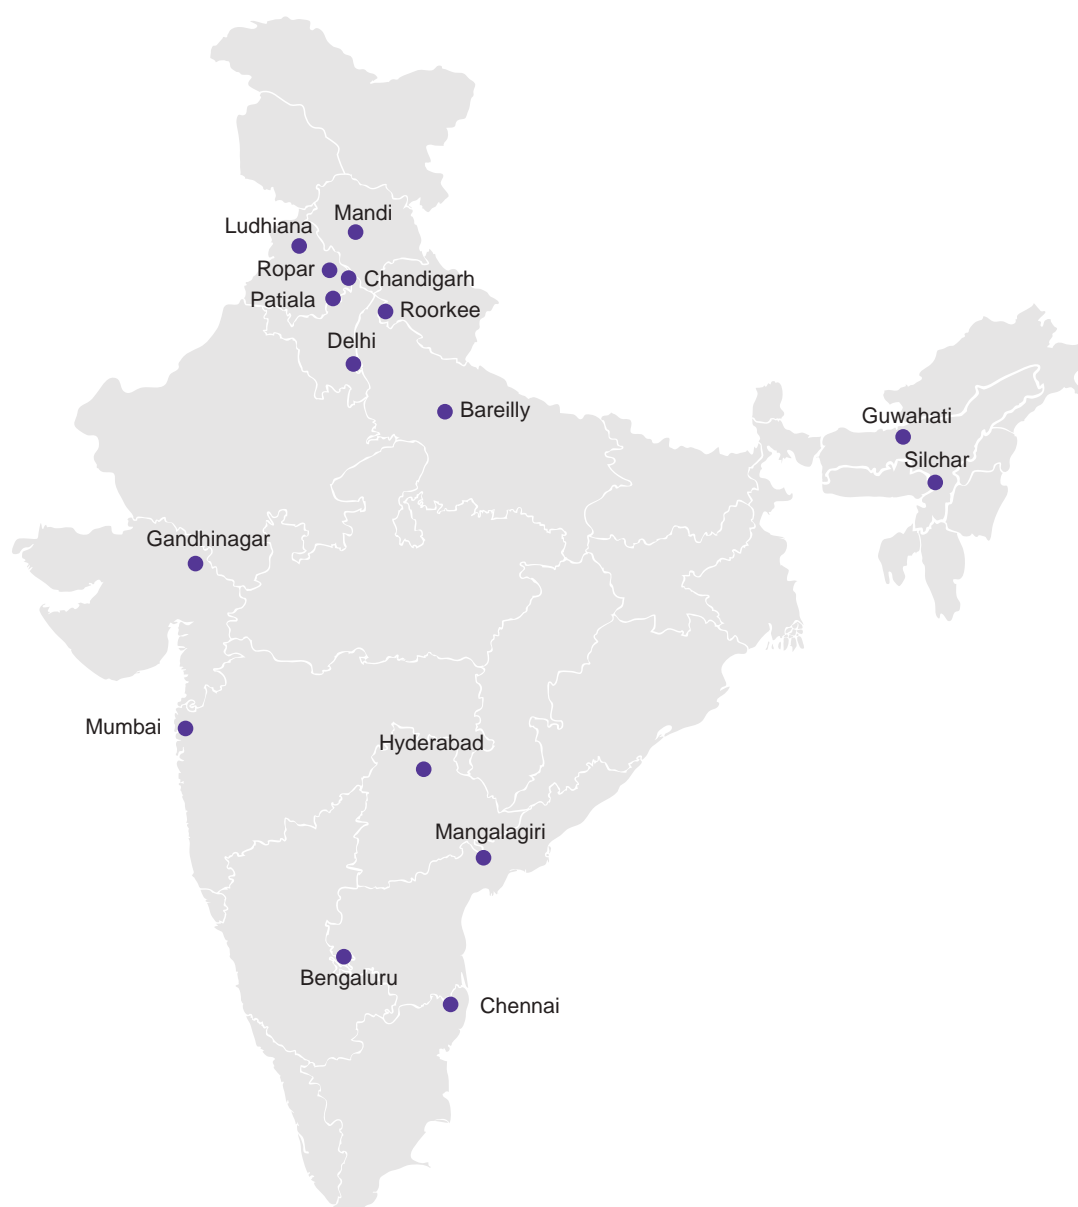 Mandi
Ludhiana
Ropar
Chandigarh
Patiala
Roorkee
Delhi
Bareilly
Guwahati
Silchar
Gandhinagar
Mumbai
Hyderabad
Mangalagiri
Bengaluru
Chennai